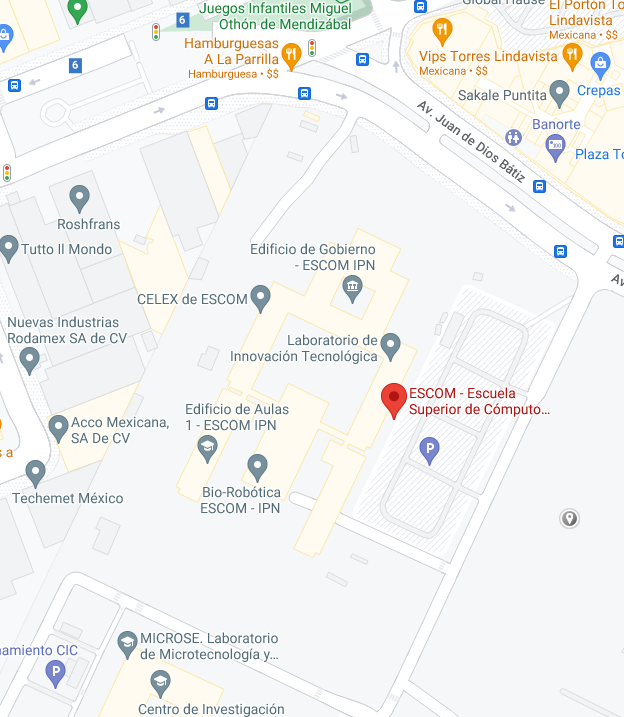 Juegos Infantiles Miguel
Othón de Mendizábal
6
Global House
El Portón To
Lindavista
Mexicana • $$
Hamburguesas
A La Parrilla
Hamburguesa • $$
Vips Torres Lindavista
Mexicana • $$
6
Sakale Puntita
Crepas
Av. Juan de Dios Bátiz
Banorte
Plaza To
Roshfrans
Tutto Il Mondo
Edificio de Gobierno
- ESCOM IPN
Av
CELEX de ESCOM
Nuevas Industrias
Rodamex SA de CV
Laboratorio de
Innovación Tecnológica
ESCOM - Escuela
Superior de Cómputo...
Edificio de Aulas
1 - ESCOM IPN
Acco Mexicana,
SA De CV
s a
P
Bio-Robótica
ESCOM - IPN
Techemet México
MICROSE. Laboratorio
de Microtecnología y...
namiento CIC
P
Centro de Investigación